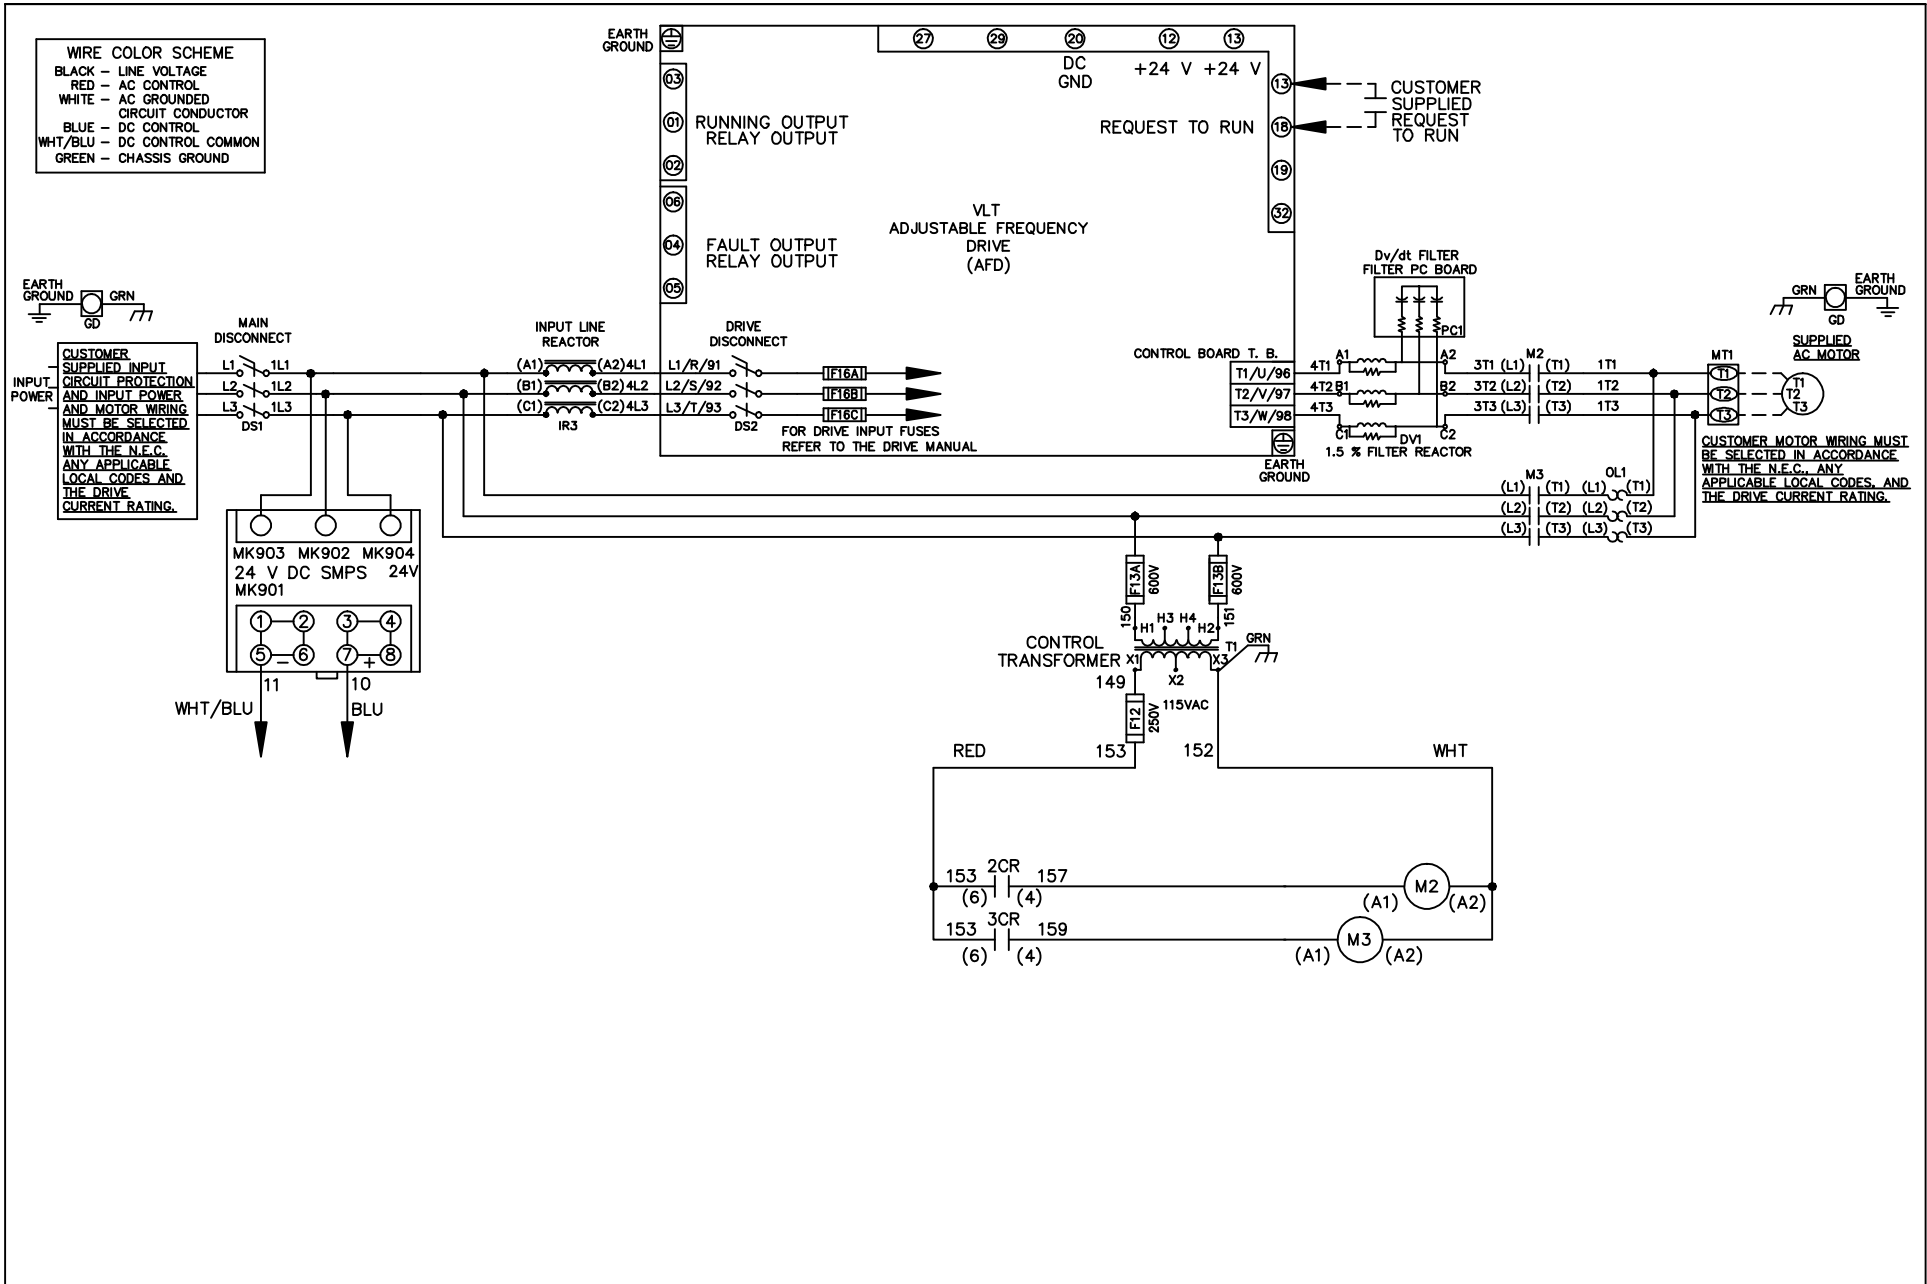 WIRE COLOR SCHEME
BLACK – LINE VOLTAGE
RED – AC CONTROL
WHITE – AC GROUNDED
CIRCUIT CONDUCTOR
BLUE – DC CONTROL
WHT/BLU – DC CONTROL COMMON
GREEN – CHASSIS GROUND
EARTH
GROUND
03
01
02
RUNNING OUTPUT
RELAY OUTPUT
06
04
05
FAULT OUTPUT
RELAY OUTPUT
27 29 20 12 13
DC
GND
+24 V +24 V
13
18
19
32
REQUEST TO RUN
CUSTOMER
SUPPLIED
REQUEST
TO RUN
VLT
ADJUSTABLE FREQUENCY
DRIVE
(AFD)
Dv/dt FILTER
FILTER PC BOARD
PC1
EARTH
GROUND
GRN
GD
INPUT
POWER
CUSTOMER
SUPPLIED INPUT
CIRCUIT PROTECTION
AND INPUT POWER
AND MOTOR WIRING
MUST BE SELECTED
IN ACCORDANCE
WITH THE N.E.C.
ANY APPLICABLE
LOCAL CODES AND
THE DRIVE
CURRENT RATING.
MAIN
DISCONNECT
L1 1L1
L2 1L2
L3 1L3
DS1
INPUT LINE
REACTOR
(A1) (A2) 4L1
(B1) (B2) 4L2
(C1) (C2) 4L3
IR3
DRIVE
DISCONNECT
L1/R/91
L2/S/92
L3/T/93
DS2
F16A
F16B
F16C
FOR DRIVE INPUT FUSES
REFER TO THE DRIVE MANUAL
CONTROL BOARD T. B.
T1/U/96
T2/V/97
T3/W/98
EARTH
GROUND
4T1 A1 A2
4T2 B1 B2
4T3 C1 C2
DV1
1.5 % FILTER REACTOR
M2
3T1 (L1) (T1) 1T1
3T2 (L2) (T2) 1T2
3T3 (L3) (T3) 1T3
MT1
T1
T2
T3
T1
T2
T3
GRN
EARTH
GROUND
GD
SUPPLIED
AC MOTOR
CUSTOMER MOTOR WIRING MUST
BE SELECTED IN ACCORDANCE
WITH THE N.E.C., ANY
APPLICABLE LOCAL CODES, AND
THE DRIVE CURRENT RATING.
M3 OL1
(L1) (T1) (L1) (T1)
(L2) (T2) (L2) (T2)
(L3) (T3) (L3) (T3)
MK903 MK902 MK904
24 V DC SMPS 24V
MK901
1 2 3 4
5 – 6 7 + 8
11 10
WHT/BLU BLU
F13A 600V
F13B 600V
150 151
H1 H3 H4 H2
T1
GRN
CONTROL
TRANSFORMER
X1 X2 X3
149
F12 250V
115VAC
RED 153 152 WHT
153 2CR 157
(6) (4)
M2
(A1) (A2)
153 3CR 159
(6) (4)
M3
(A1) (A2)